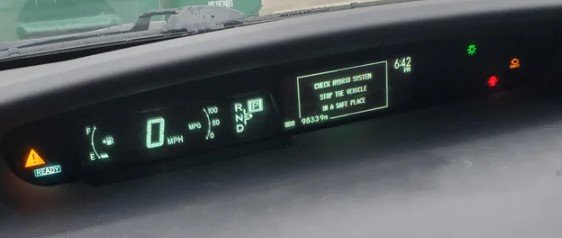 F
E
READY
0 MPH
MPG
100
50
0
R
N
D
P
CHECK HYBRID SYSTEM
STOP THE VEHICLE
IN A SAFE PLACE
ODO 98339
6:42
PM